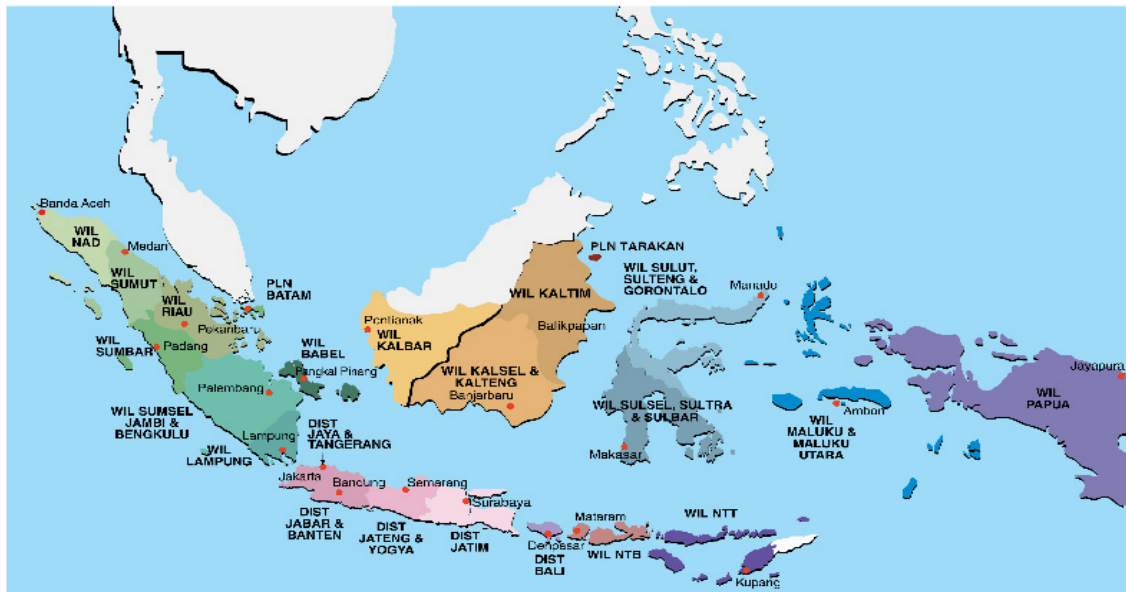 Banda Aceh
WIL
NAD
Medan
WIL
SUMUT
PLN
BATAM
WIL
RIAU
Pekanbaru
WIL
SUMBAR
Padang
WIL
BABEL
Pangkal Pinang
Palembang
WIL SUMSEL
JAMBI &
BENGKULU
Lampung
WIL
LAMPUNG
DIST
JAYA &
TANGERANG
Jakarta
Bandung
Semarang
Surabaya
DIST
JABAR &
BANTEN
DIST
JATENG &
YOGYA
DIST
JATIM
Pontianak
WIL
KALBAR
WIL KALTIM
Balikpapan
WIL KALSEL &
KALTENG
Banjarbaru
PLN TARAKAN
WIL SULUT,
SULTENG &
GORONTALO
Manado
WIL SULSEL, SULTRA
& SULBAR
Makasar
Mataram
Denpasar
DIST
BALI
WIL NTB
WIL NTT
Kupang
Ambon
WIL
MALUKU &
MALUKU
UTARA
Jayapura
WIL
PAPUA